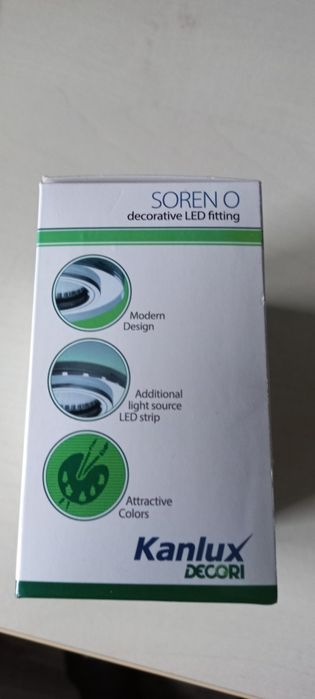 SOREN O
decorative LED fitting
Modern
Design
Additional
light source
LED strip
Attractive
Colors
Kanlux
DECORI